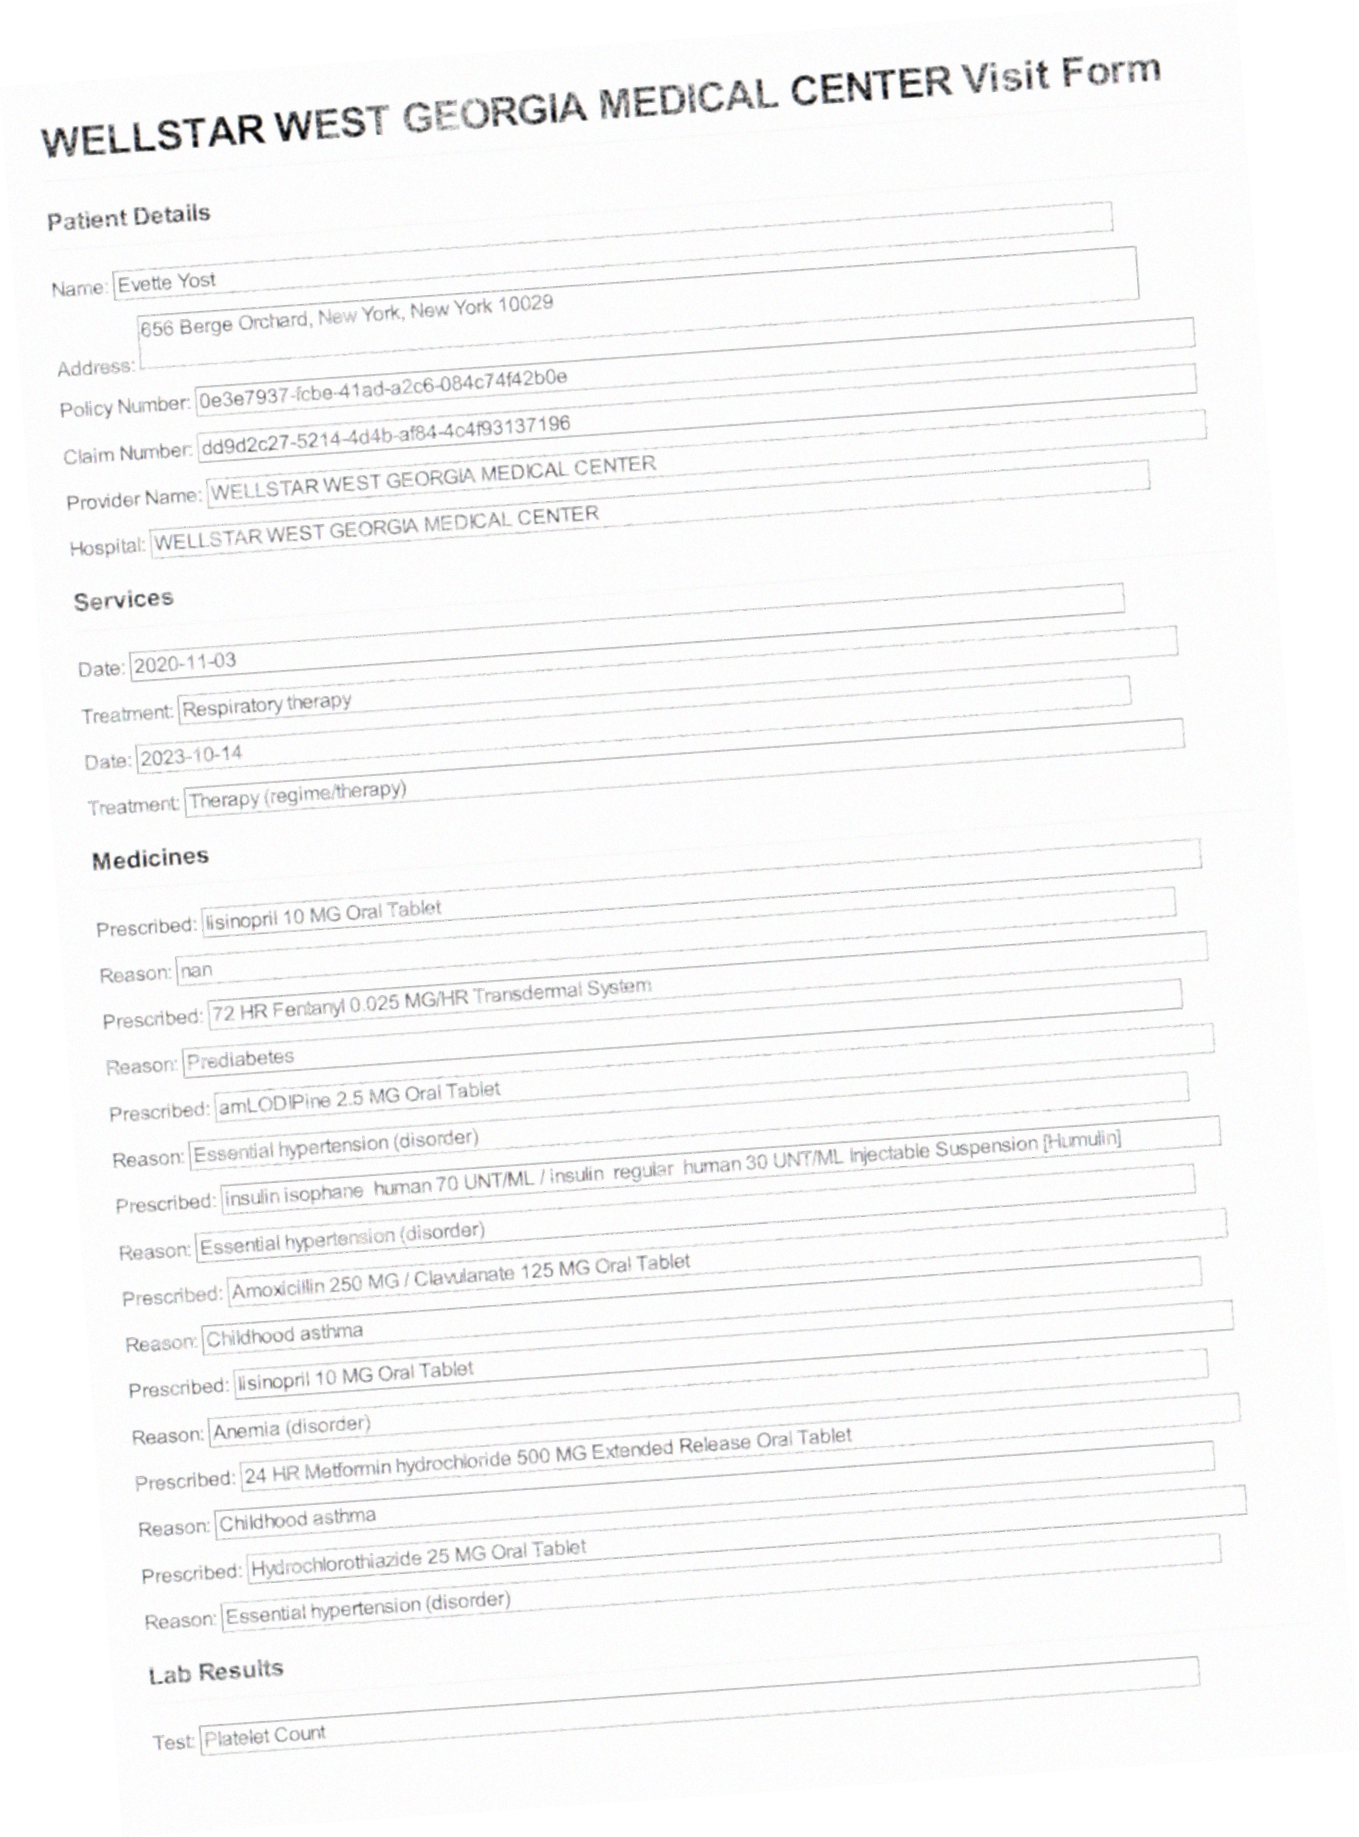 WELLSTAR WEST GEORGIA MEDICAL CENTER Visit Form
Patient Details
Name: Evette Yost
Address: 656 Berge Orchard, New York, New York 10029
Policy Number: 0e3e7937-fcbe-41ad-a2c6-084c74f42b0e
Claim Number: dd9d2c27-5214-4d4b-af84-4c4f93137196
Provider Name: WELLSTAR WEST GEORGIA MEDICAL CENTER
Hospital: WELLSTAR WEST GEORGIA MEDICAL CENTER
Services
Date: 2020-11-03
Treatment: Respiratory therapy
Date: 2023-10-14
Treatment: Therapy (regime/therapy)
Medicines
Prescribed: lisinopril 10 MG Oral Tablet
Reason: nan
Prescribed: 72 HR Fentanyl 0.025 MG/HR Transdermal System
Reason: Prediabetes
Prescribed: amLODIPine 2.5 MG Oral Tablet
Reason: Essential hypertension (disorder)
Prescribed: insulin isophane human 70 UNT/ML / insulin regular human 30 UNT/ML Injectable Suspension [Humulin]
Reason: Essential hypertension (disorder)
Prescribed: Amoxicillin 250 MG / Clavulanate 125 MG Oral Tablet
Reason: Childhood asthma
Prescribed: lisinopril 10 MG Oral Tablet
Reason: Anemia (disorder)
Prescribed: 24 HR Metformin hydrochloride 500 MG Extended Release Oral Tablet
Reason: Childhood asthma
Prescribed: Hydrochlorothiazide 25 MG Oral Tablet
Reason: Essential hypertension (disorder)
Lab Results
Test: Platelet Count